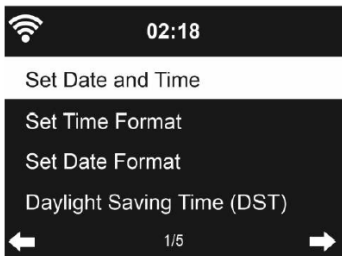 02:18
Set Date and Time
Set Time Format
Set Date Format
Daylight Saving Time (DST)
1/5